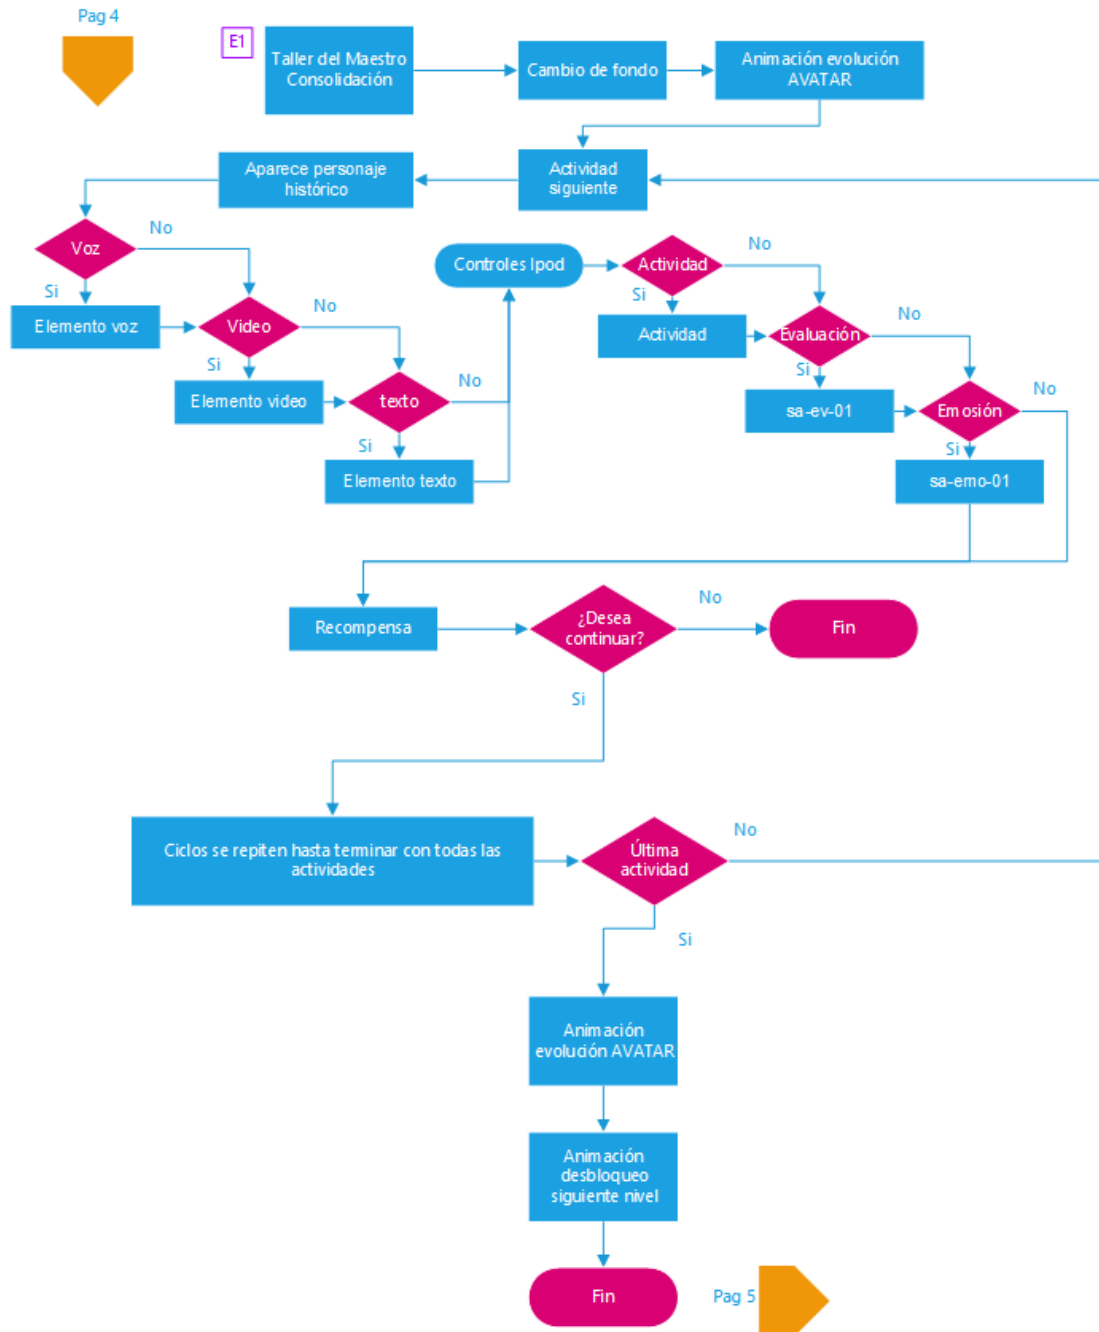 Pag 4
E1
Taller del Maestro
Consolidación
Cambio de fondo
Animación evolución
AVATAR
Aparece personaje
histórico
Actividad
siguiente
Voz
No
Si
Elemento voz
Video
No
Si
Elemento video
texto
No
Si
Elemento texto
Controles Ipod
Actividad
No
Si
Actividad
Evaluación
No
Si
sa-ev-01
Emosión
No
Si
sa-emo-01
Recompensa
¿Desea
continuar?
No
Fin
Si
Ciclos se repiten hasta terminar con todas las
actividades
Última
actividad
No
Si
Animación
evolución AVATAR
Animación
desbloqueo
siguiente nivel
Fin
Pag 5